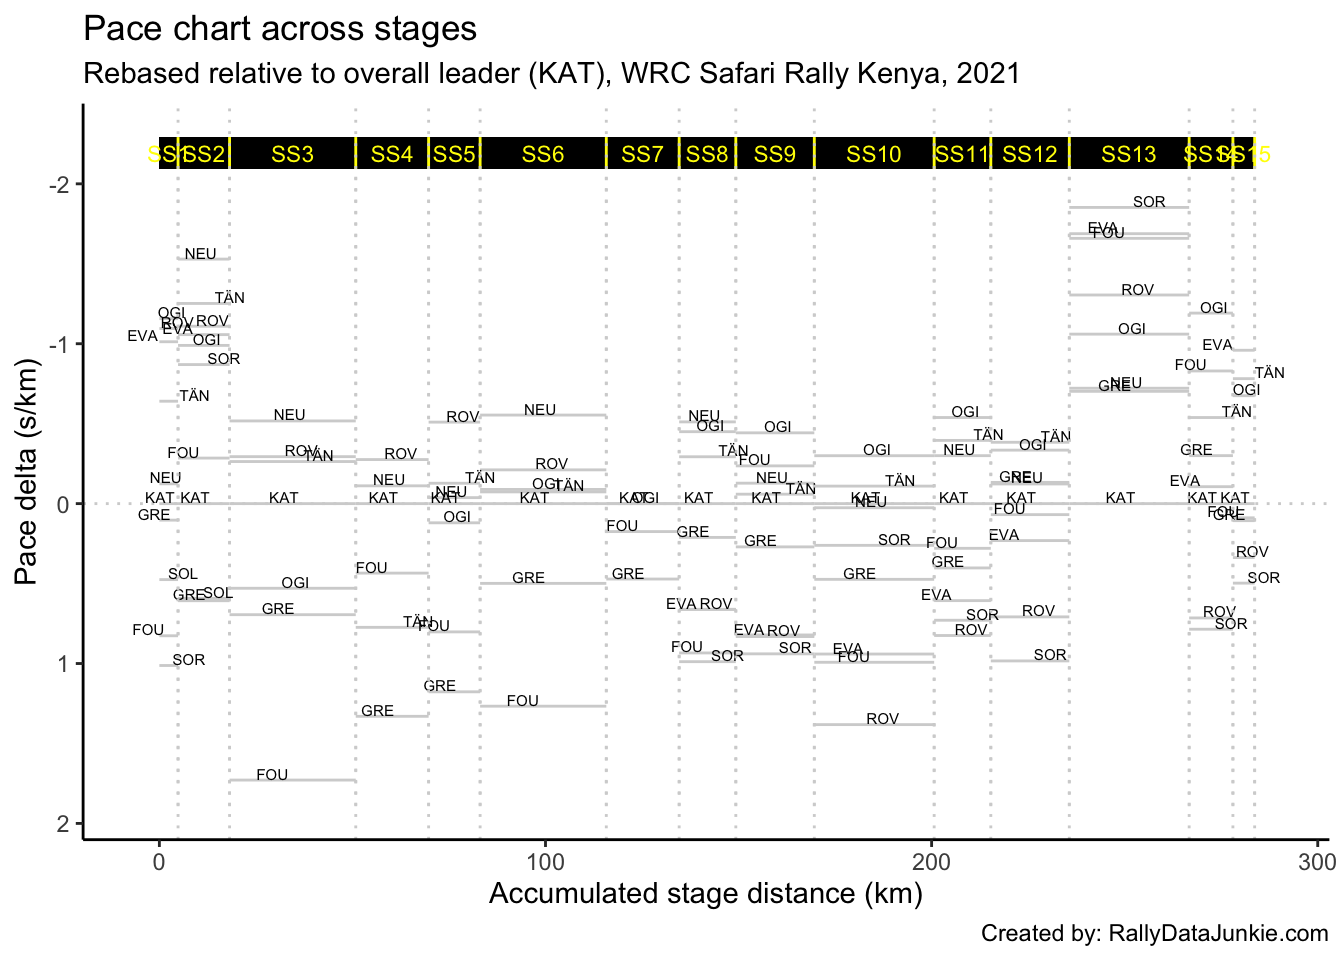 Pace chart across stages
Rebased relative to overall leader (KAT), WRC Safari Rally Kenya, 2021
SS1 SS2 SS3 SS4 SS5 SS6 SS7 SS8 SS9 SS10 SS11 SS12 SS13 SS14 SS15
-2
SOR
EVA
FOU
NEU
TÄN
ROV
OGI
OGI
ROV ROV
EVA
OGI
EVA
OGI
EVA
SOR
FOU
TÄN
NEU
GRE
TÄN
OGI
NEU
ROV
NEU
NEU
OGI
OGI
OGI
TÄN
-1
FOU
ROV
TÄN
ROV
ROV
TÄN
FOU
OGI
NEU
TÄN
OGI
TÄN
GRE
NEU
NEU
TÄN
NEU
OGI
TÄN
NEU
TÄN
TÄN
GRE
NEU
EVA
0
KAT KAT KAT KAT KAT KAT KAT OGI KAT KAT KAT NEU KAT KAT KAT KAT KAT
GRE
OGI
FOU
GRE
GRE
SOR
FOU
FOU
EVA
FOU
GRE
ROV
SOL
GRE SOL
OGI
GRE
FOU
TÄN
FOU
GRE
GRE
EVA ROV
GRE
GRE
EVA
SOR
ROV
ROV
SOR
SOR
FOU
SOR
1
FOU
SOR
EVA ROV
SOR
EVA
FOU
ROV
SOR
GRE
GRE
FOU
ROV
FOU
2
0 100 200 300
Pace delta (s/km)
Accumulated stage distance (km)
Created by: RallyDataJunkie.com